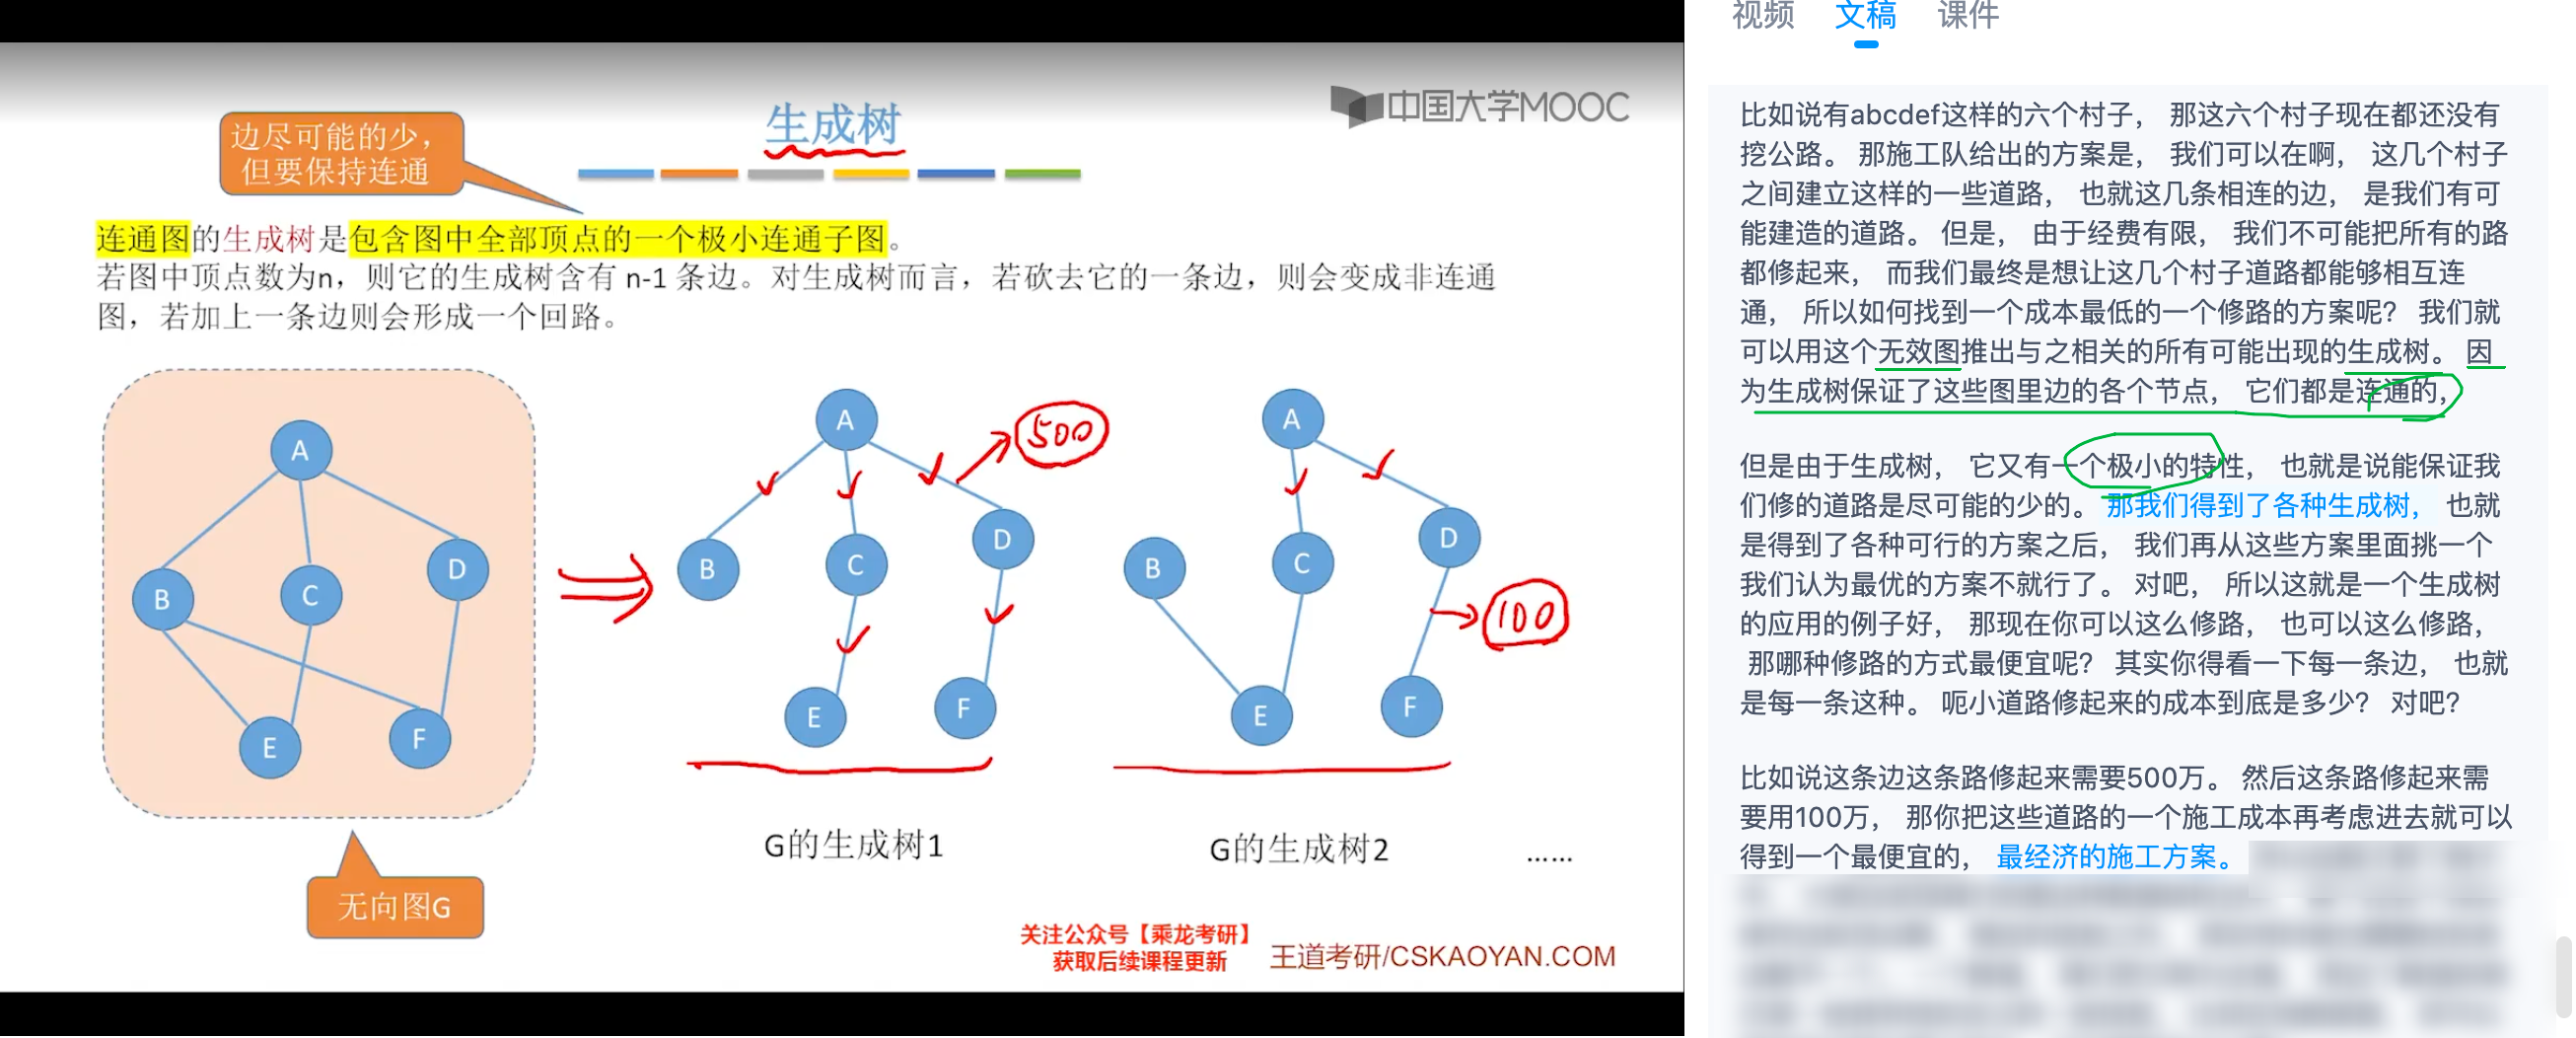 中国大学MOOC
生成树
边尽可能的少，
但要保持连通
连通图的生成树是包含图中全部顶点的一个极小连通子图。
若图中顶点数为n，则它的生成树含有 n-1 条边。对生成树而言，若砍去它的一条边，则会变成非连通
图，若加上一条边则会形成一个回路。
A
B
C
D
E
F
无向图G
A
B
C
D
E
F
500
G的生成树1
A
B
C
D
E
F
100
G的生成树2
……
关注公众号【乘龙考研】
获取后续课程更新
王道考研/CSKAOYAN.COM
视频 文稿 课件
比如说有abcdef这样的六个村子， 那这六个村子现在都还没有
挖公路。 那施工队给出的方案是， 我们可以在啊， 这几个村子
之间建立这样的一些道路， 也就这几条相连的边， 是我们有可
能建造的道路。 但是， 由于经费有限， 我们不可能把所有的路
都修起来， 而我们最终是想让这几个村子道路都能够相互连
通， 所以如何找到一个成本最低的一个修路的方案呢？ 我们就
可以用这个无效图推出与之相关的所有可能出现的生成树。 因
为生成树保证了这些图里边的各个节点， 它们都是连通的，
但是由于生成树， 它又有一个极小的特性， 也就是说能保证我
们修的道路是尽可能的少的。 那我们得到了各种生成树， 也就
是得到了各种可行的方案之后， 我们再从这些方案里面挑一个
我们认为最优的方案不就行了。 对吧， 所以这就是一个生成树
的应用的例子好， 那现在你可以这么修路， 也可以这么修路，
那哪种修路的方式最便宜呢？ 其实你得看一下每一条边， 也就
是每一条这种。 呃小道路修起来的成本到底是多少？ 对吧？
比如说这条边这条路修起来需要500万。 然后这条路修起来需
要用100万， 那你把这些道路的一个施工成本再考虑进去就可以
得到一个最便宜的， 最经济的施工方案。